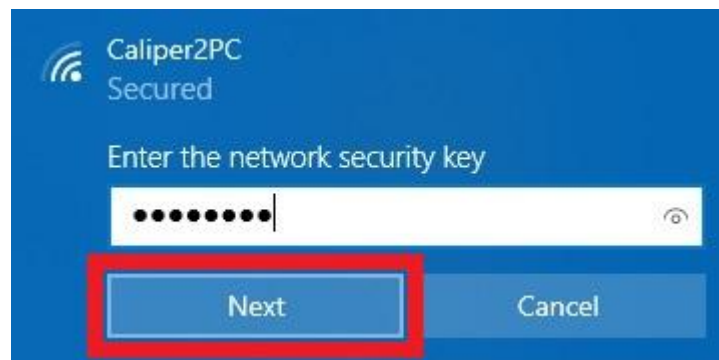 Caliper2PC
Secured
Enter the network security key
●●●●●●●●
Next Cancel